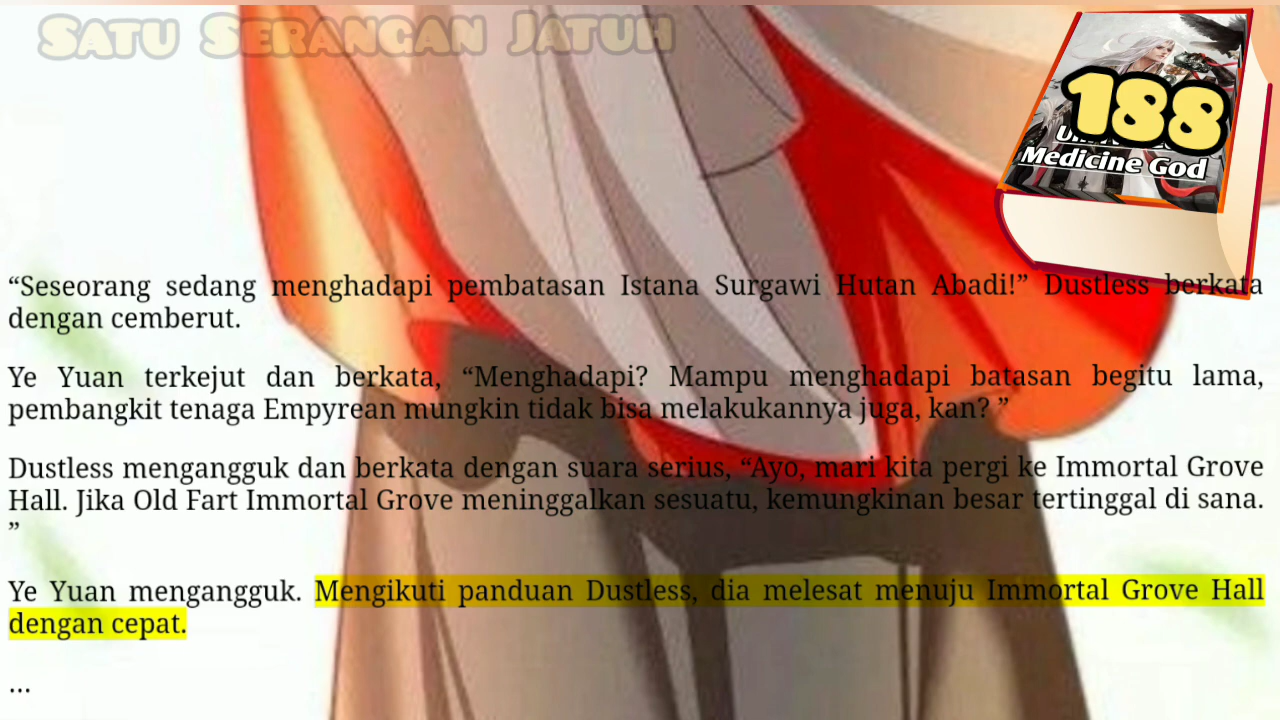 Satu Serangan Jatuh
188
Medicine God
“Seseorang sedang menghadapi pembatasan Istana Surgawi Hutan Abadi!” Dustless berkata
dengan cemberut.
Ye Yuan terkejut dan berkata, “Menghadapi? Mampu menghadapi batasan begitu lama,
pembangkit tenaga Empyrean mungkin tidak bisa melakukannya juga, kan? ”
Dustless mengangguk dan berkata dengan suara serius, “Ayo, mari kita pergi ke Immortal Grove
Hall. Jika Old Fart Immortal Grove meninggalkan sesuatu, kemungkinan besar tertinggal di sana.
”
Ye Yuan mengangguk. Mengikuti panduan Dustless, dia melesat menuju Immortal Grove Hall
dengan cepat.
...